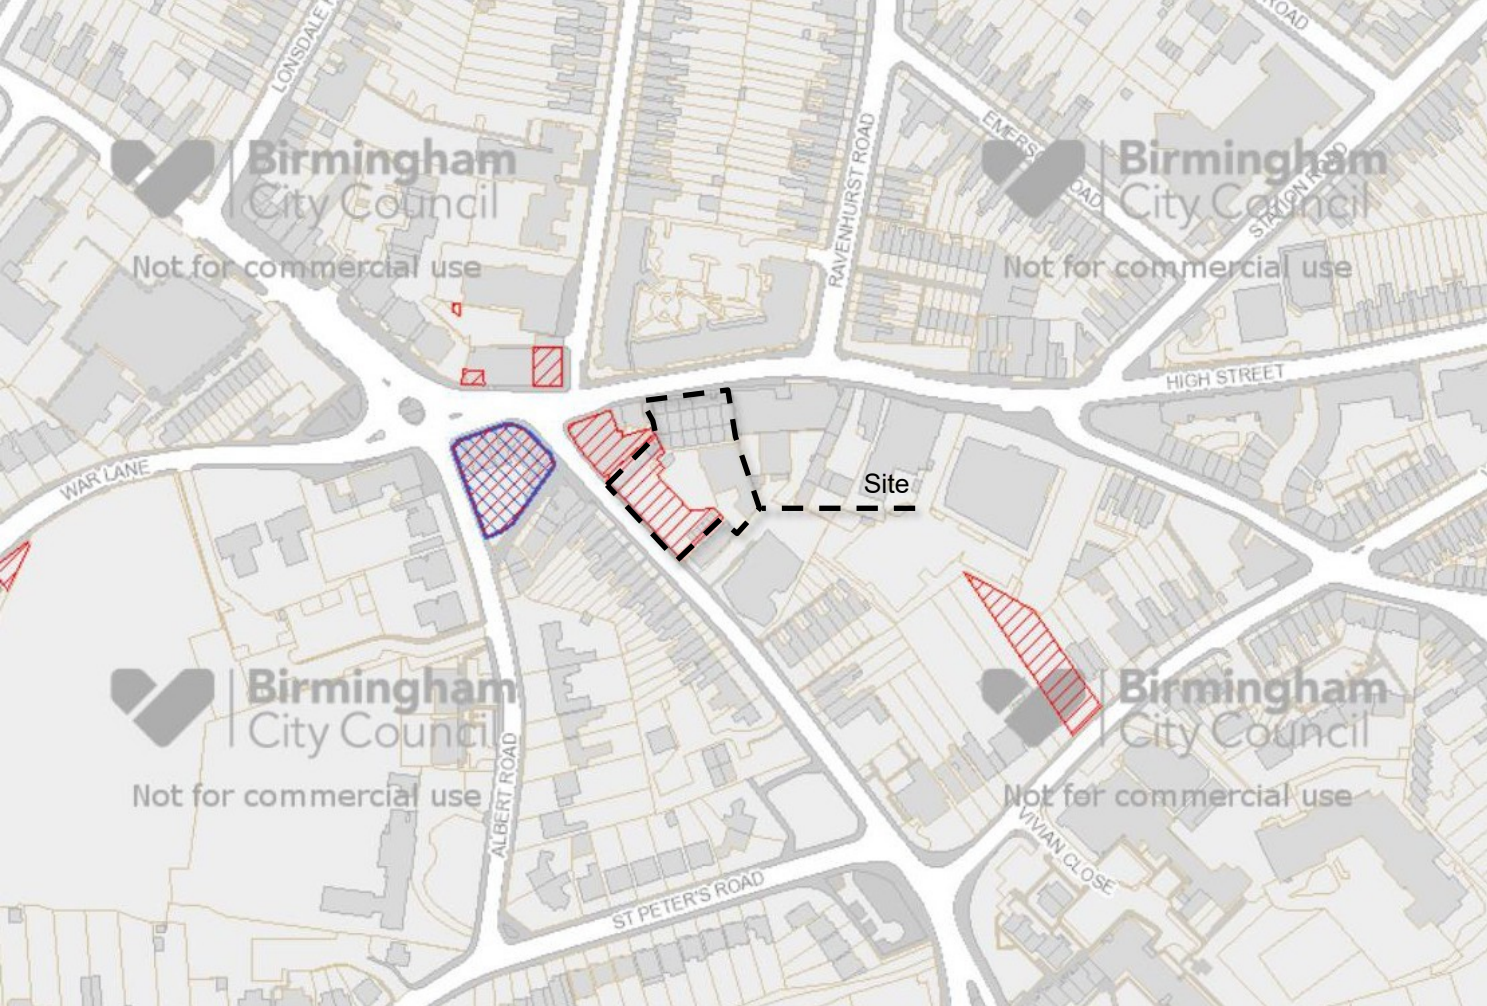 LONSDALE
ROAD
Birmingham
City Council
Not for commercial use
Birmingham
City Council
Not for commercial use
RAVENHURST ROAD
STATION ROAD
HIGH STREET
WAR LANE
Site
Birmingham
City Council
Not for commercial use
Birmingham
City Council
Not for commercial use
ALBERT ROAD
VIVIAN CLOSE
ST PETER'S ROAD